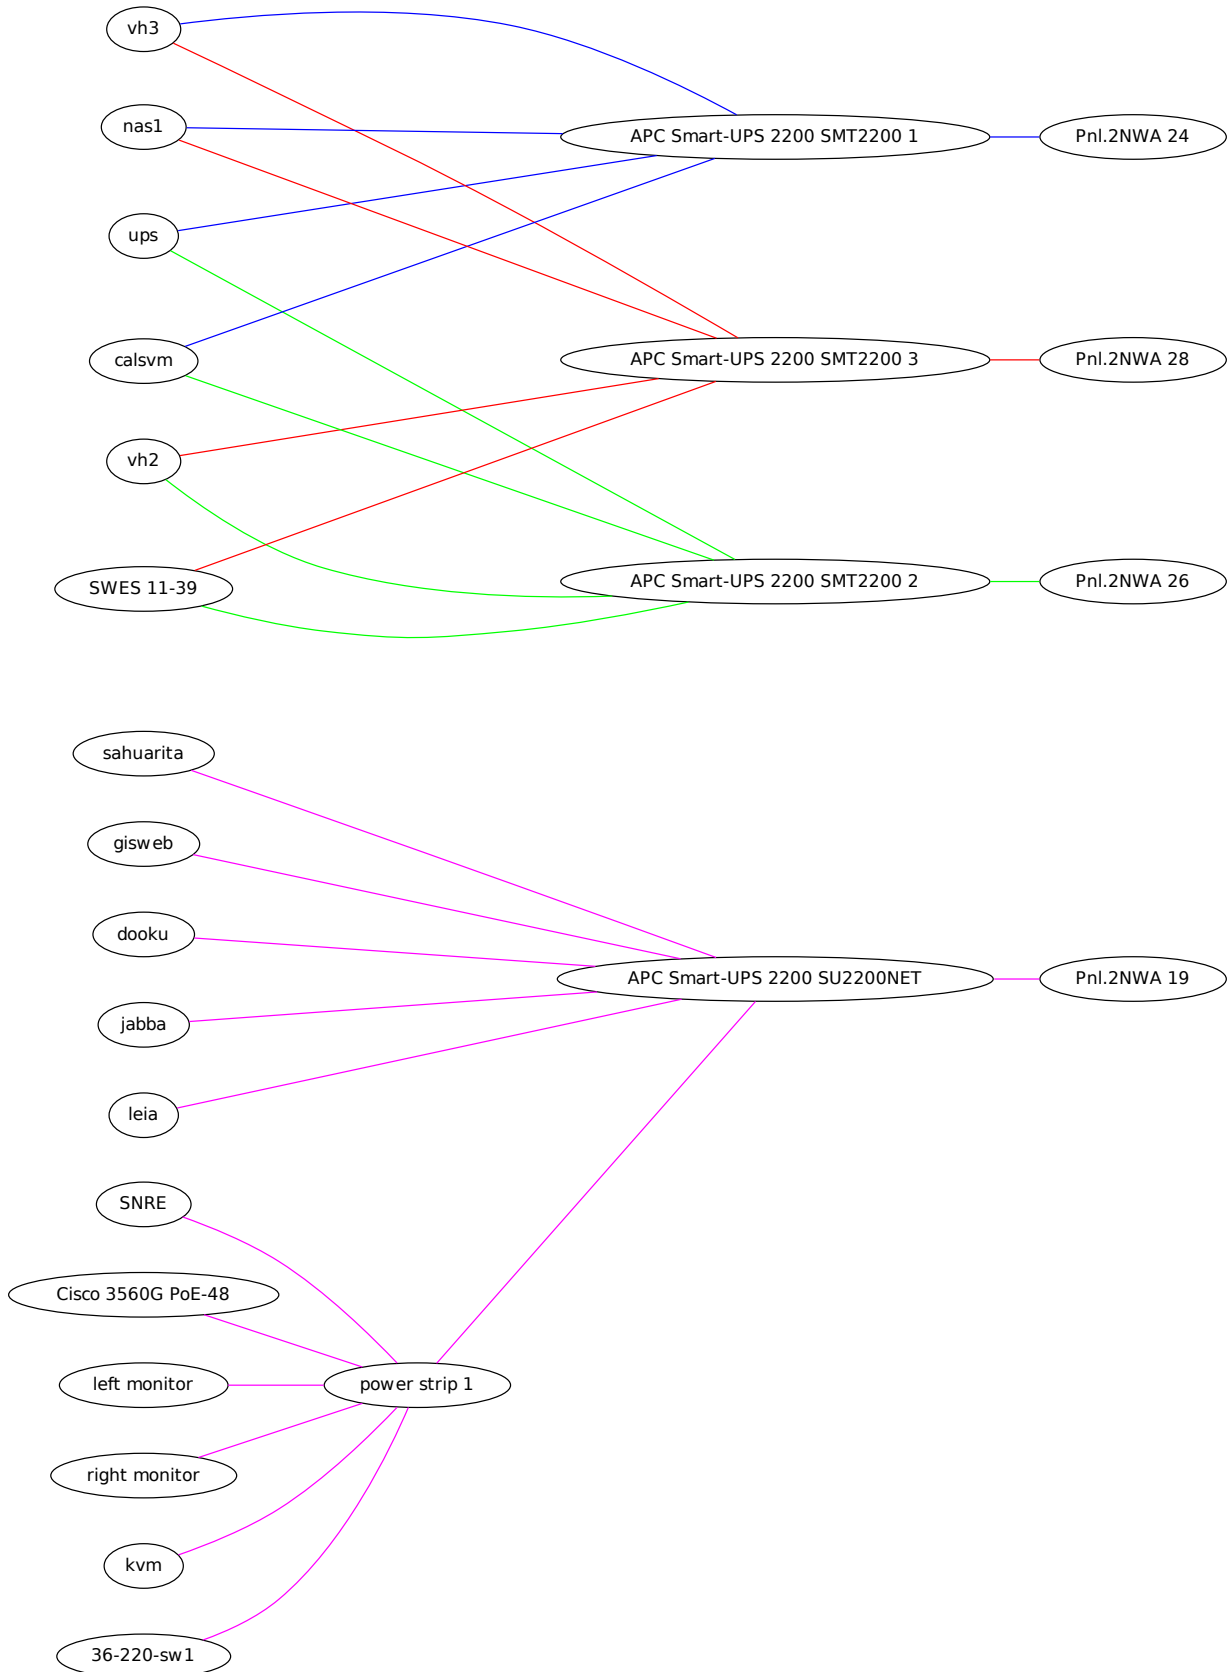 vh3
nas1
APC Smart-UPS 2200 SMT2200 1
Pnl.2NWA 24
ups
calsvm
APC Smart-UPS 2200 SMT2200 3
Pnl.2NWA 28
vh2
SWES 11-39
APC Smart-UPS 2200 SMT2200 2
Pnl.2NWA 26
sahuarita
gisweb
dooku
APC Smart-UPS 2200 SU2200NET
Pnl.2NWA 19
jabba
leia
SNRE
Cisco 3560G PoE-48
left monitor
power strip 1
right monitor
kvm
36-220-sw1